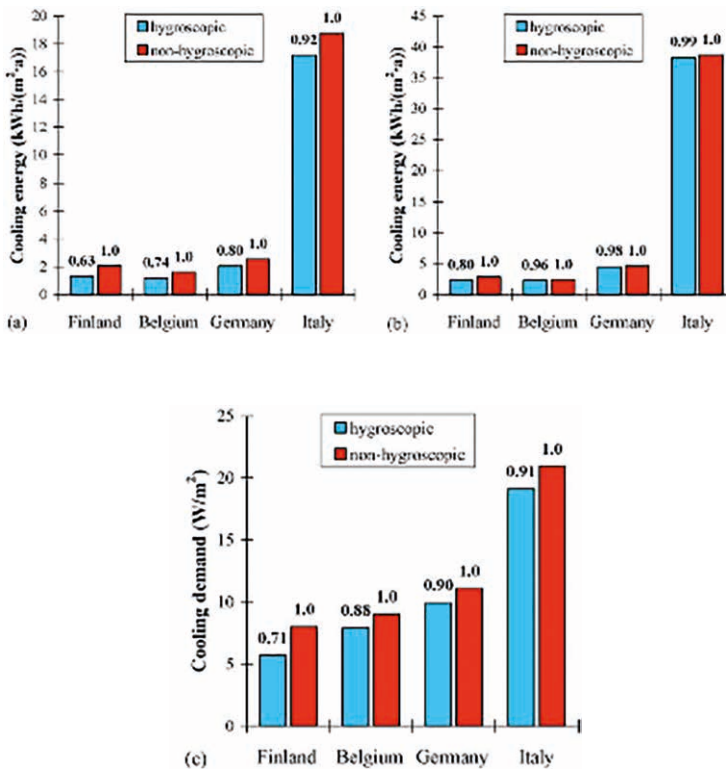 20
18
16
14
12
10
8
6
4
2
0
Cooling energy (kWh/(m²·a))
hygroscopic
non-hygroscopic
0.63 1.0
0.74 1.0
0.80 1.0
0.92 1.0
Finland Belgium Germany Italy
(a)
45
40
35
30
25
20
15
10
5
0
Cooling energy (kWh/(m²·a))
hygroscopic
non-hygroscopic
0.80 1.0
0.96 1.0
0.98 1.0
0.99 1.0
Finland Belgium Germany Italy
(b)
25
20
15
10
5
0
Cooling demand (W/m²)
hygroscopic
non-hygroscopic
0.71 1.0
0.88 1.0
0.90 1.0
0.91 1.0
Finland Belgium Germany Italy
(c)